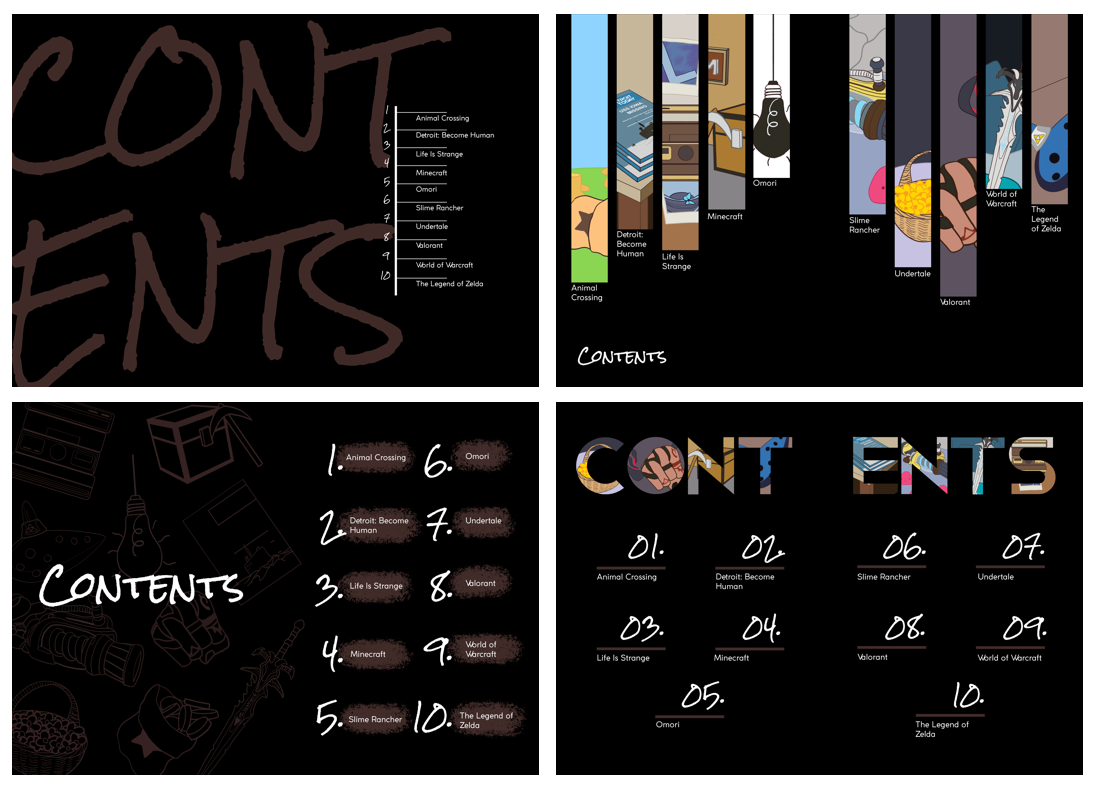 CONT
ENTS
1
Animal Crossing
2
Detroit: Become Human
3
Life Is Strange
4
Minecraft
5
Omori
6
Slime Rancher
7
Undertale
8
Valorant
9
World of Warcraft
10
The Legend of Zelda
Animal
Crossing
Detroit:
Become
Human
Life Is
Strange
Minecraft
Omori
Slime
Rancher
Undertale
Valorant
World of
Warcraft
The
Legend
of Zelda
Contents
Contents
1. Animal Crossing
2. Detroit: Become
Human
3. Life Is Strange
4. Minecraft
5. Slime Rancher
6. Omori
7. Undertale
8. Valorant
9. World of
Warcraft
10. The Legend of
Zelda
CONT ENTS
01.
Animal Crossing
02.
Detroit: Become
Human
03.
Life Is Strange
04.
Minecraft
05.
Omori
06.
Slime Rancher
07.
Undertale
08.
Valorant
09.
World of Warcraft
10.
The Legend of
Zelda